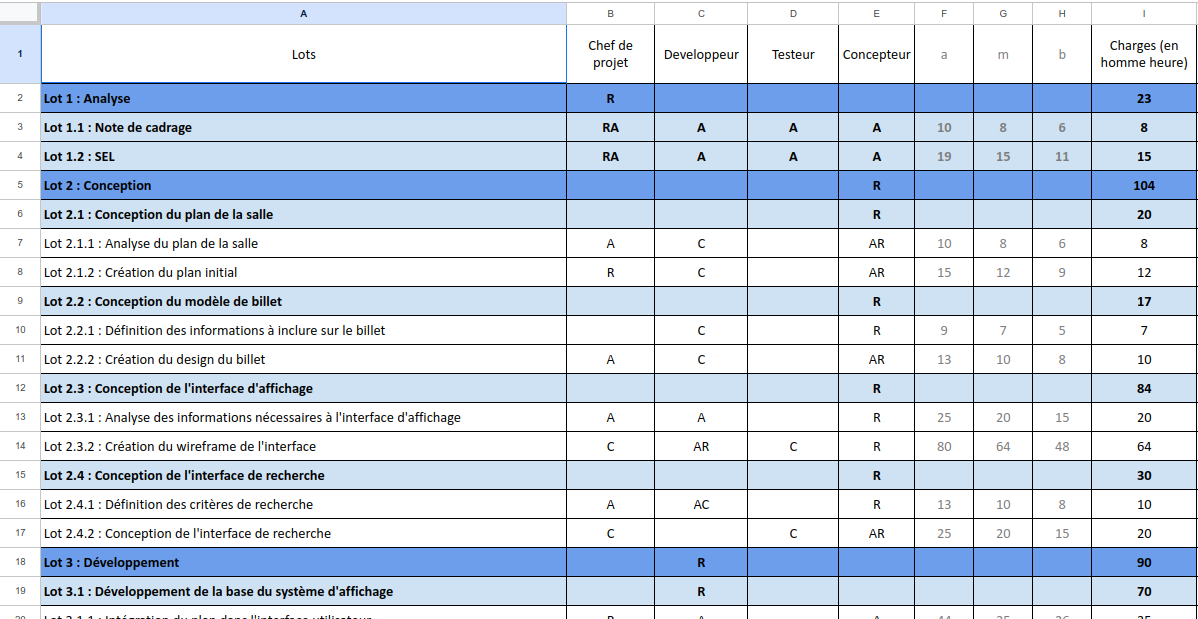 A B C D E F G H I
1 Lots Chef de projet Developpeur Testeur Concepteur a m b Charges (en homme heure)
2 Lot 1 : Analyse R 23
3 Lot 1.1 : Note de cadrage RA A A A 10 8 6 8
4 Lot 1.2 : SEL RA A A A 19 15 11 15
5 Lot 2 : Conception R 104
6 Lot 2.1 : Conception du plan de la salle R 20
7 Lot 2.1.1 : Analyse du plan de la salle A C AR 10 8 6 8
8 Lot 2.1.2 : Création du plan initial R C AR 15 12 9 12
9 Lot 2.2 : Conception du modèle de billet R 17
10 Lot 2.2.1 : Définition des informations à inclure sur le billet C R 9 7 5 7
11 Lot 2.2.2 : Création du design du billet A C AR 13 10 8 10
12 Lot 2.3 : Conception de l'interface d'affichage R 84
13 Lot 2.3.1 : Analyse des informations nécessaires à l'interface d'affichage A A R 25 20 15 20
14 Lot 2.3.2 : Création du wireframe de l'interface C AR C R 80 64 48 64
15 Lot 2.4 : Conception de l'interface de recherche R 30
16 Lot 2.4.1 : Définition des critères de recherche A AC R 13 10 8 10
17 Lot 2.4.2 : Conception de l'interface de recherche C C AR 25 20 15 20
18 Lot 3 : Développement R 90
19 Lot 3.1 : Développement de la base du système d'affichage R 70